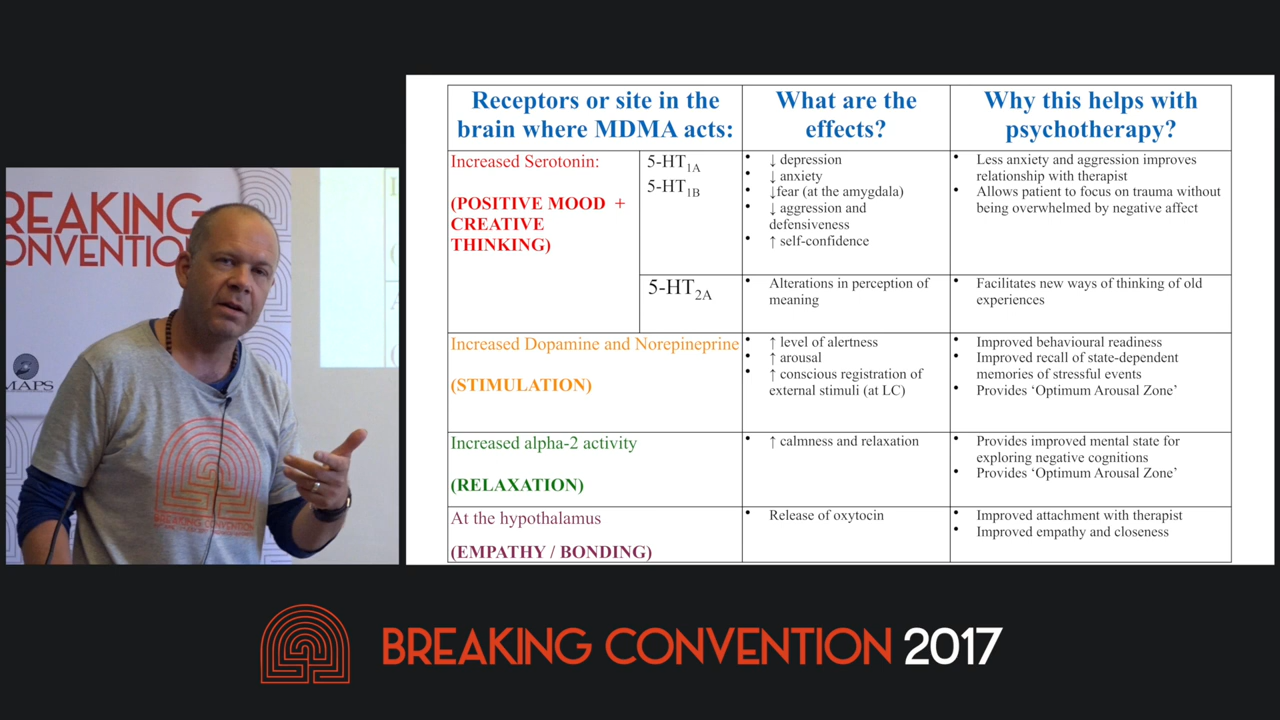 BREAKING
CONVENTION
MAPS
BREAKING CONVENTION
Receptors or site in the
brain where MDMA acts:
What are the
effects?
Why this helps with
psychotherapy?
Increased Serotonin:
(POSITIVE MOOD +
CREATIVE
THINKING)
5-HT1A
5-HT1B
• ↓ depression
• ↓ anxiety
• ↓fear (at the amygdala)
• ↓ aggression and
defensiveness
• ↑ self-confidence
• Less anxiety and aggression improves
relationship with therapist
• Allows patient to focus on trauma without
being overwhelmed by negative affect
5-HT2A
• Alterations in perception of
meaning
• Facilitates new ways of thinking of old
experiences
Increased Dopamine and Norepineprine
(STIMULATION)
• ↑ level of alertness
• ↑ arousal
• ↑ conscious registration of
external stimuli (at LC)
• Improved behavioural readiness
• Improved recall of state-dependent
memories of stressful events
• Provides ‘Optimum Arousal Zone’
Increased alpha-2 activity
(RELAXATION)
• ↑ calmness and relaxation
• Provides improved mental state for
exploring negative cognitions
• Provides ‘Optimum Arousal Zone’
At the hypothalamus
(EMPATHY / BONDING)
• Release of oxytocin
• Improved attachment with therapist
• Improved empathy and closeness
BREAKING CONVENTION 2017